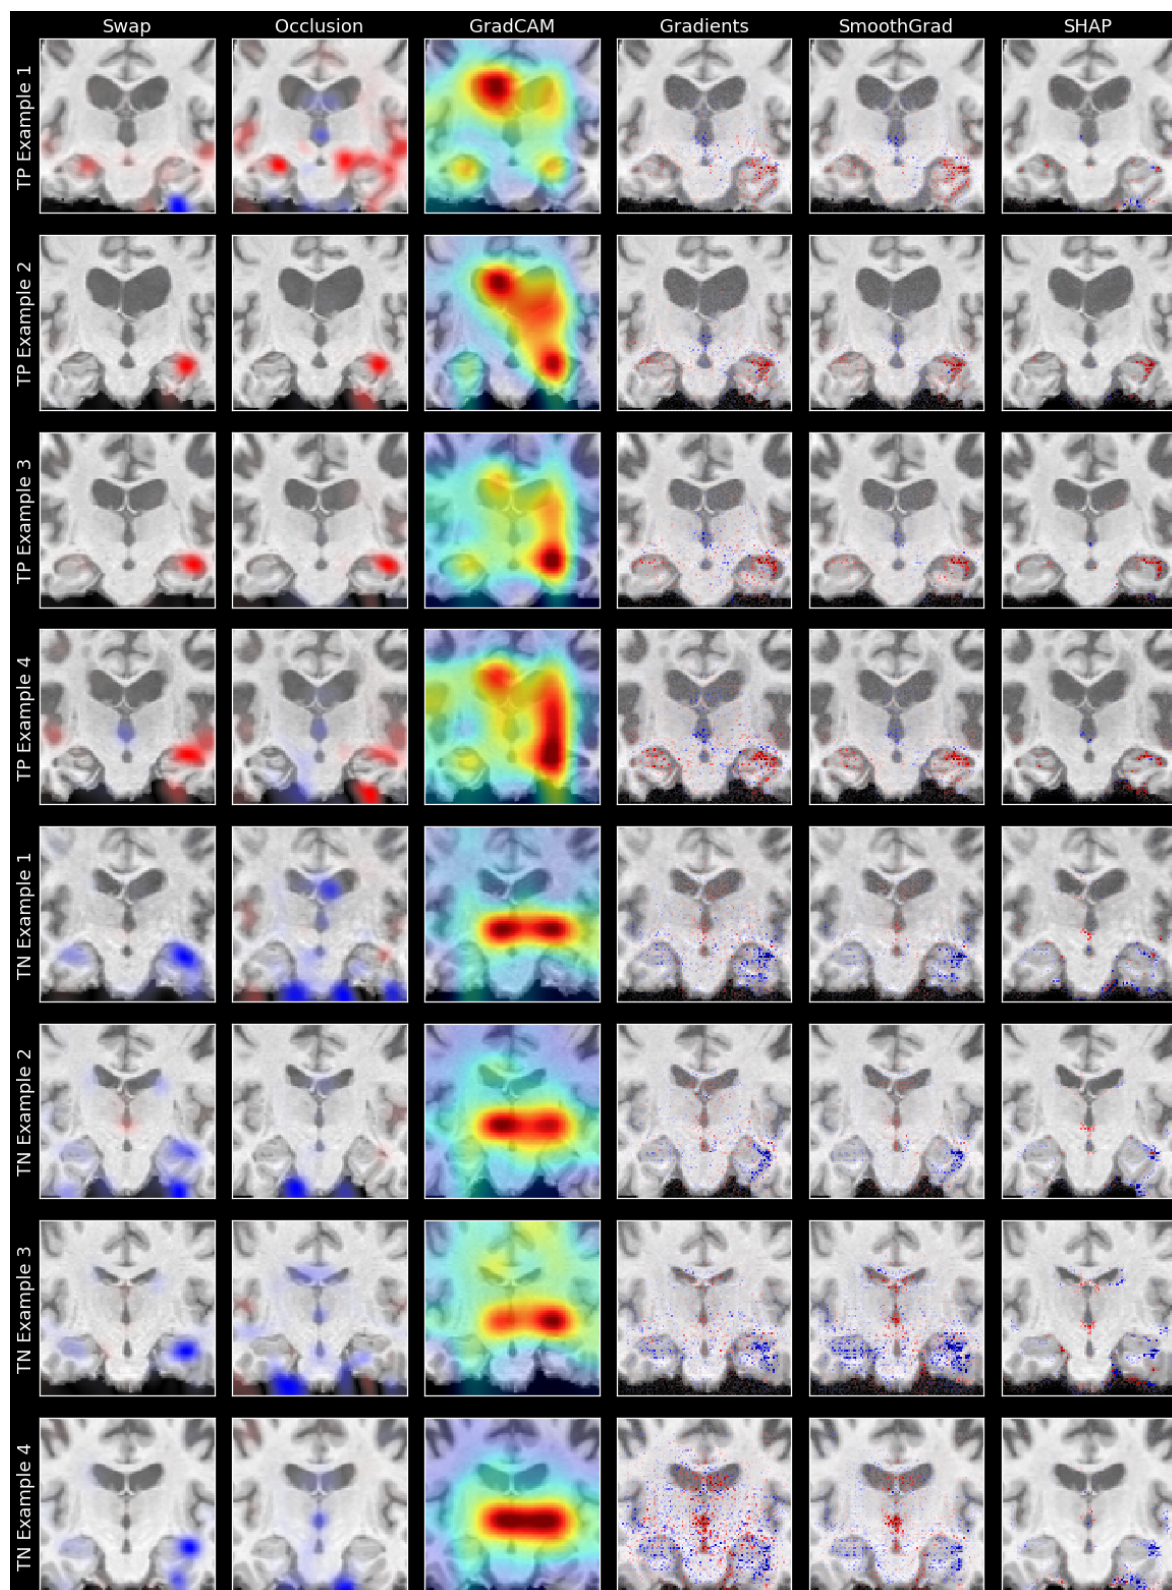 Swap Occlusion GradCAM Gradients SmoothGrad SHAP
TP Example 1
TP Example 2
TP Example 3
TP Example 4
TN Example 1
TN Example 2
TN Example 3
TN Example 4